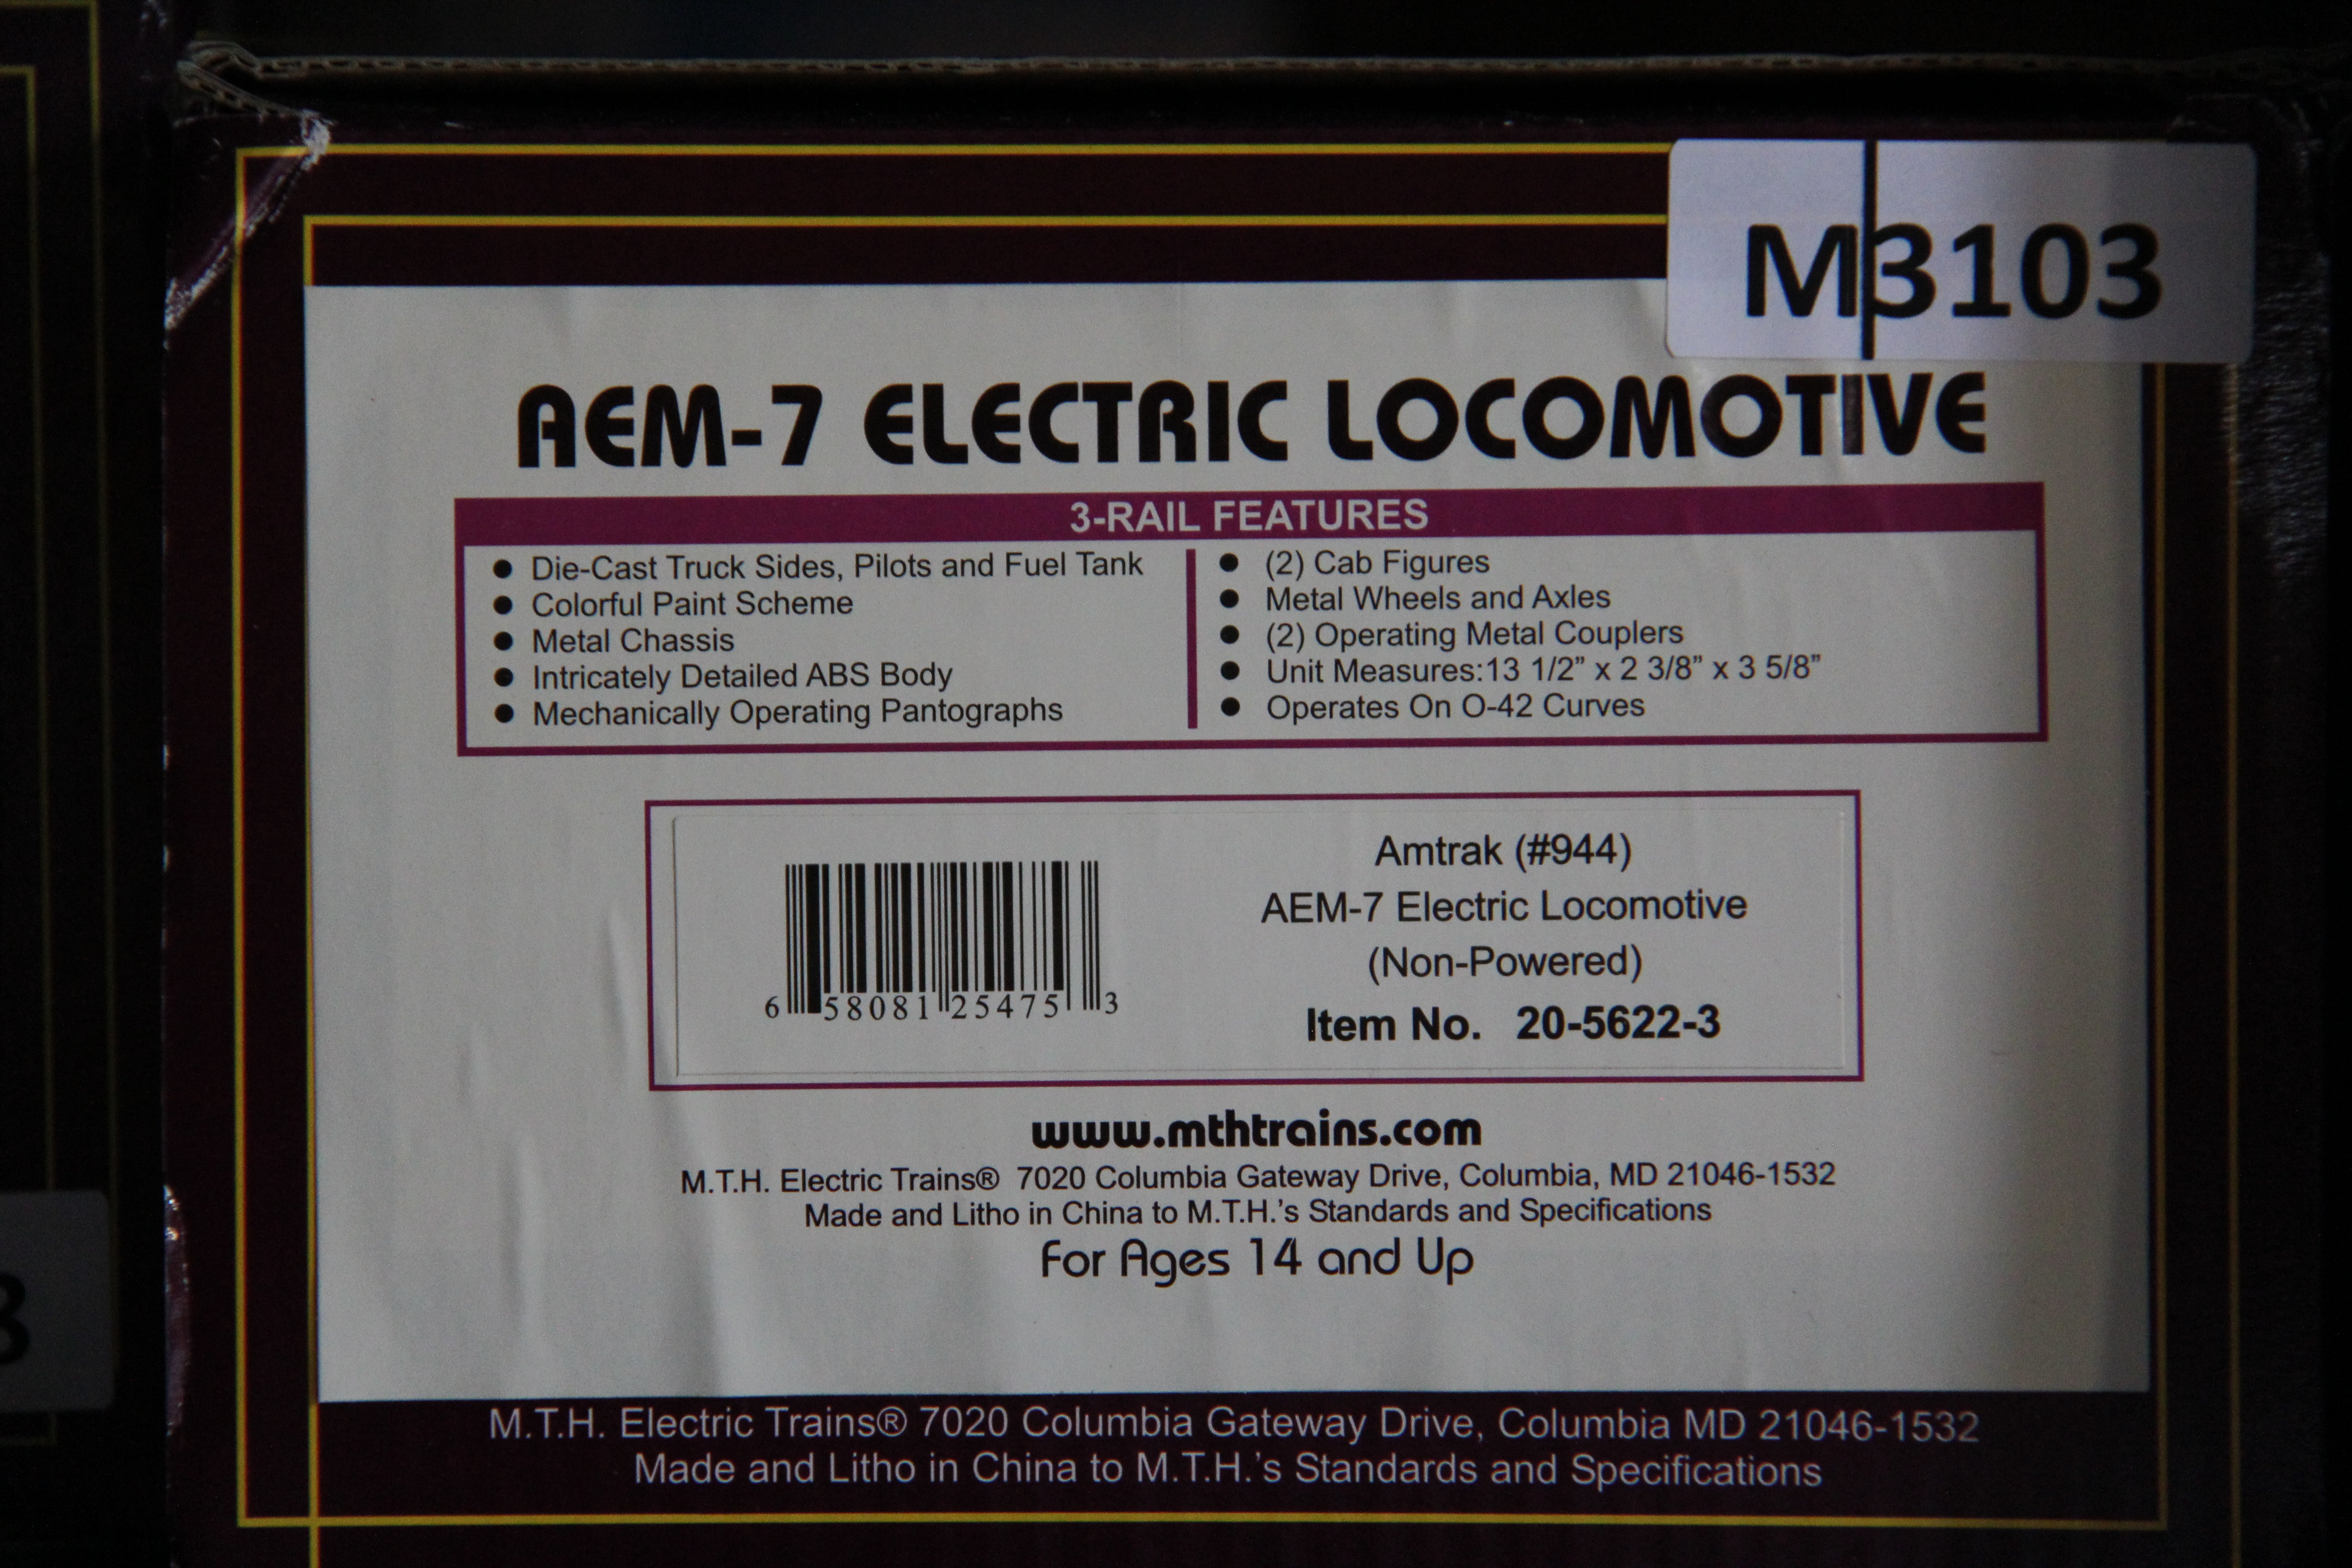 M3103
AEM-7 ELECTRIC LOCOMOTIVE
3-RAIL FEATURES
● Die-Cast Truck Sides, Pilots and Fuel Tank
● Colorful Paint Scheme
● Metal Chassis
● Intricately Detailed ABS Body
● Mechanically Operating Pantographs
● (2) Cab Figures
● Metal Wheels and Axles
● (2) Operating Metal Couplers
● Unit Measures:13 1/2” x 2 3/8” x 3 5/8”
● Operates On O-42 Curves
6 58081 25475 3
Amtrak (#944)
AEM-7 Electric Locomotive
(Non-Powered)
Item No. 20-5622-3
www.mthtrains.com
M.T.H. Electric Trains® 7020 Columbia Gateway Drive, Columbia, MD 21046-1532
Made and Litho in China to M.T.H.’s Standards and Specifications
For Ages 14 and Up
M.T.H. Electric Trains® 7020 Columbia Gateway Drive, Columbia MD 21046-1532
Made and Litho in China to M.T.H.’s Standards and Specifications